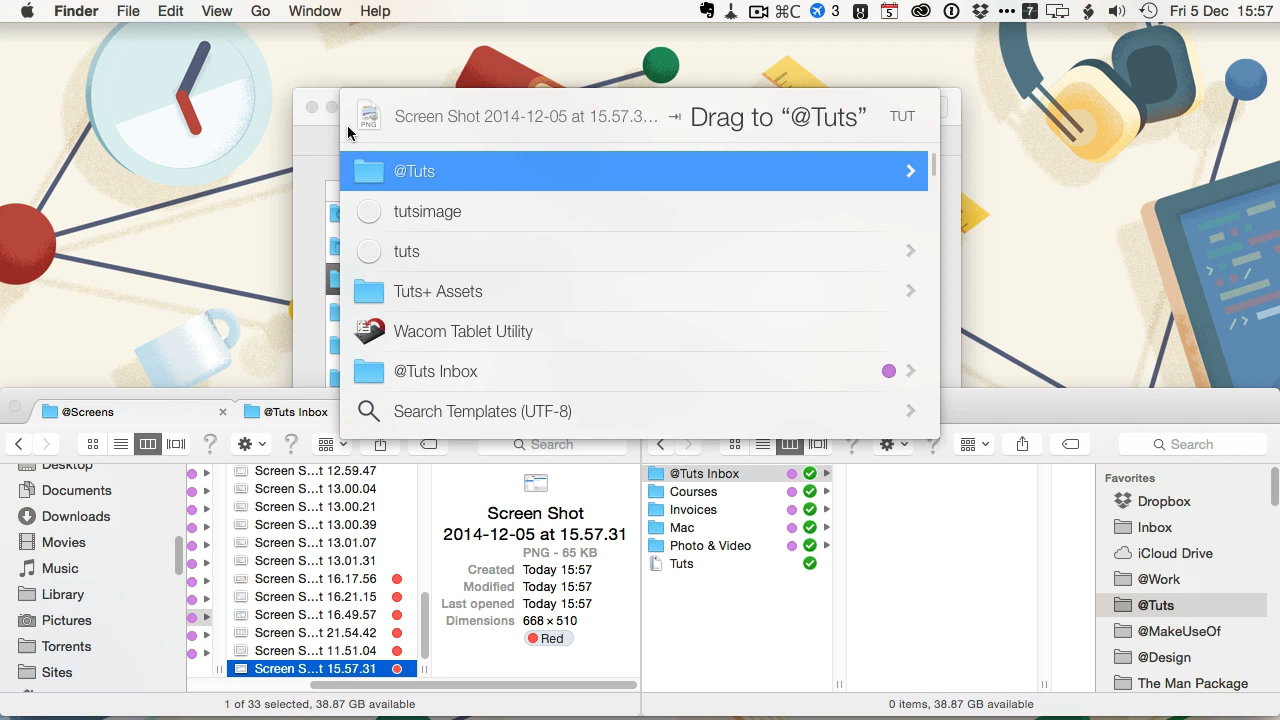 Finder File Edit View Go Window Help
⌘C 3 5 7 Fri 5 Dec 15:57
PNG Screen Shot 2014-12-05 at 15.57.3... ⇥ Drag to “@Tuts” TUT
@Tuts
tutsimage
tuts
Tuts+ Assets
Wacom Tablet Utility
@Tuts Inbox
Search Templates (UTF-8)
@Screens
@Tuts Inbox
Search
Search
Desktop
Documents
Downloads
Movies
Music
Library
Pictures
Torrents
Sites
Screen S...t 12.59.47
Screen S...t 13.00.04
Screen S...t 13.00.21
Screen S...t 13.00.39
Screen S...t 13.01.07
Screen S...t 13.01.31
Screen S...t 16.17.56
Screen S...t 16.21.15
Screen S...t 16.49.57
Screen S...t 21.54.42
Screen S...t 11.51.04
Screen S...t 15.57.31
Screen Shot
2014-12-05 at 15.57.31
PNG - 65 KB
Created Today 15:57
Modified Today 15:57
Last opened Today 15:57
Dimensions 668 × 510
Red
1 of 33 selected, 38.87 GB available
@Tuts Inbox
Courses
Invoices
Mac
Photo & Video
Tuts
Favorites
Dropbox
Inbox
iCloud Drive
@Work
@Tuts
@MakeUseOf
@Design
The Man Package
0 items, 38.87 GB available